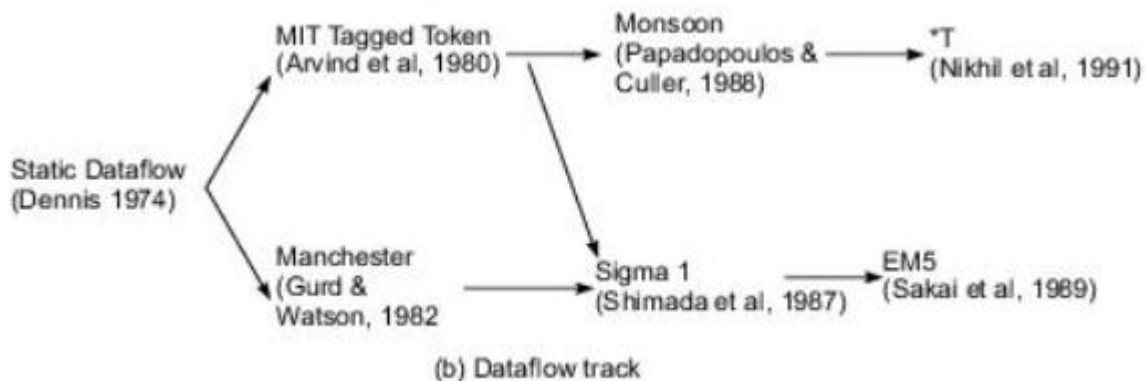 MIT Tagged Token
(Arvind et al, 1980)
Monsoon
(Papadopoulos &
Culler, 1988)
*T
(Nikhil et al, 1991)
Static Dataflow
(Dennis 1974)
Manchester
(Gurd &
Watson, 1982
Sigma 1
(Shimada et al, 1987)
EM5
(Sakai et al, 1989)
(b) Dataflow track